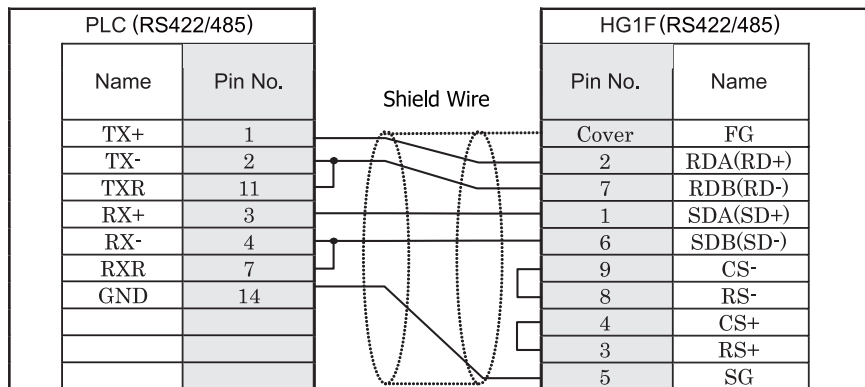 PLC (RS422/485)
HG1F (RS422/485)
Name Pin No. Shield Wire Pin No. Name
TX+ 1 Cover FG
TX- 2 2 RDA(RD+)
TXR 11 7 RDB(RD-)
RX+ 3 1 SDA(SD+)
RX- 4 6 SDB(SD-)
RXR 7 9 CS-
GND 14 8 RS-
4 CS+
3 RS+
5 SG